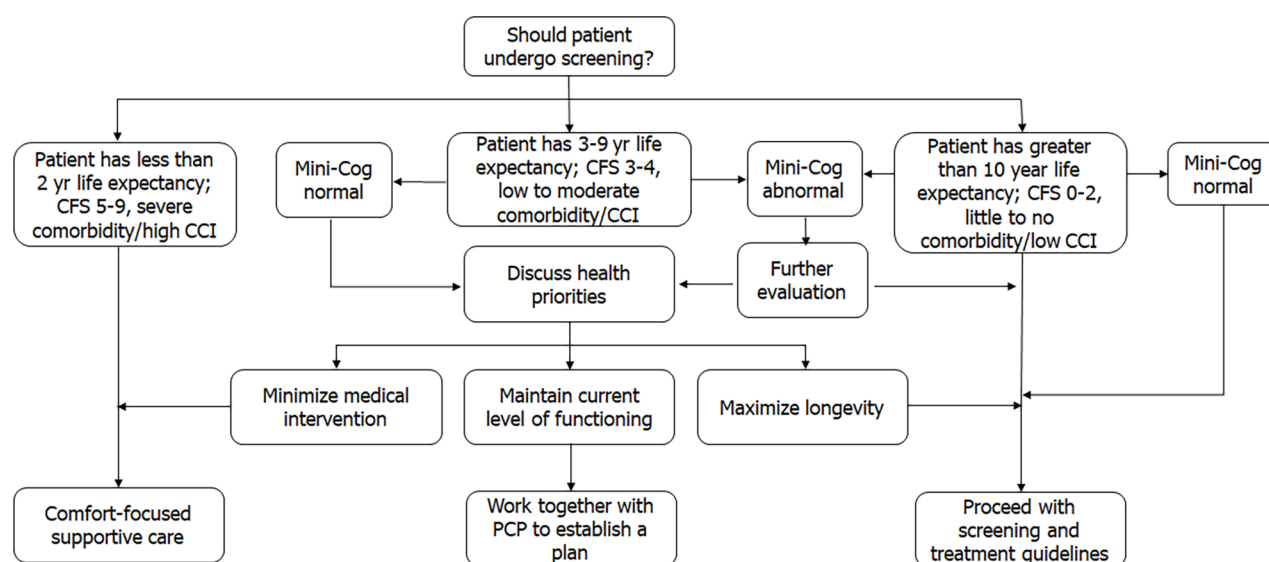 Should patient
undergo screening?
Patient has less than
2 yr life expectancy;
CFS 5-9, severe
comorbidity/high CCI
Mini-Cog
normal
Patient has 3-9 yr life
expectancy; CFS 3-4,
low to moderate
comorbidity/CCI
Mini-Cog
abnormal
Patient has greater
than 10 year life
expectancy; CFS 0-2,
little to no
comorbidity/low CCI
Mini-Cog
normal
Discuss health
priorities
Further
evaluation
Minimize medical
intervention
Maintain current
level of functioning
Maximize longevity
Comfort-focused
supportive care
Work together with
PCP to establish a
plan
Proceed with
screening and
treatment guidelines